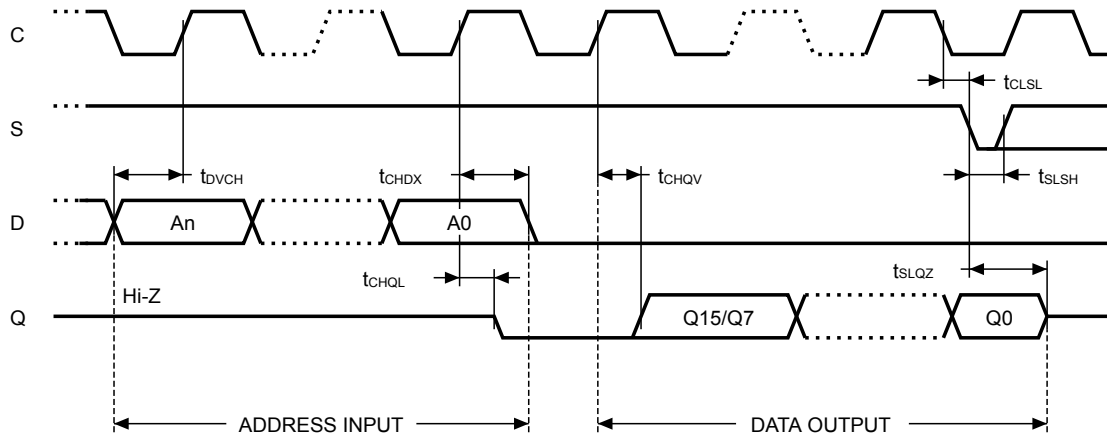 C
tCLSL
S
tDVCH
tCHDX
tCHQV
tSLSH
D
An
A0
tCHQL
tSLQZ
Hi-Z
Q
Q15/Q7
Q0
ADDRESS INPUT
DATA OUTPUT